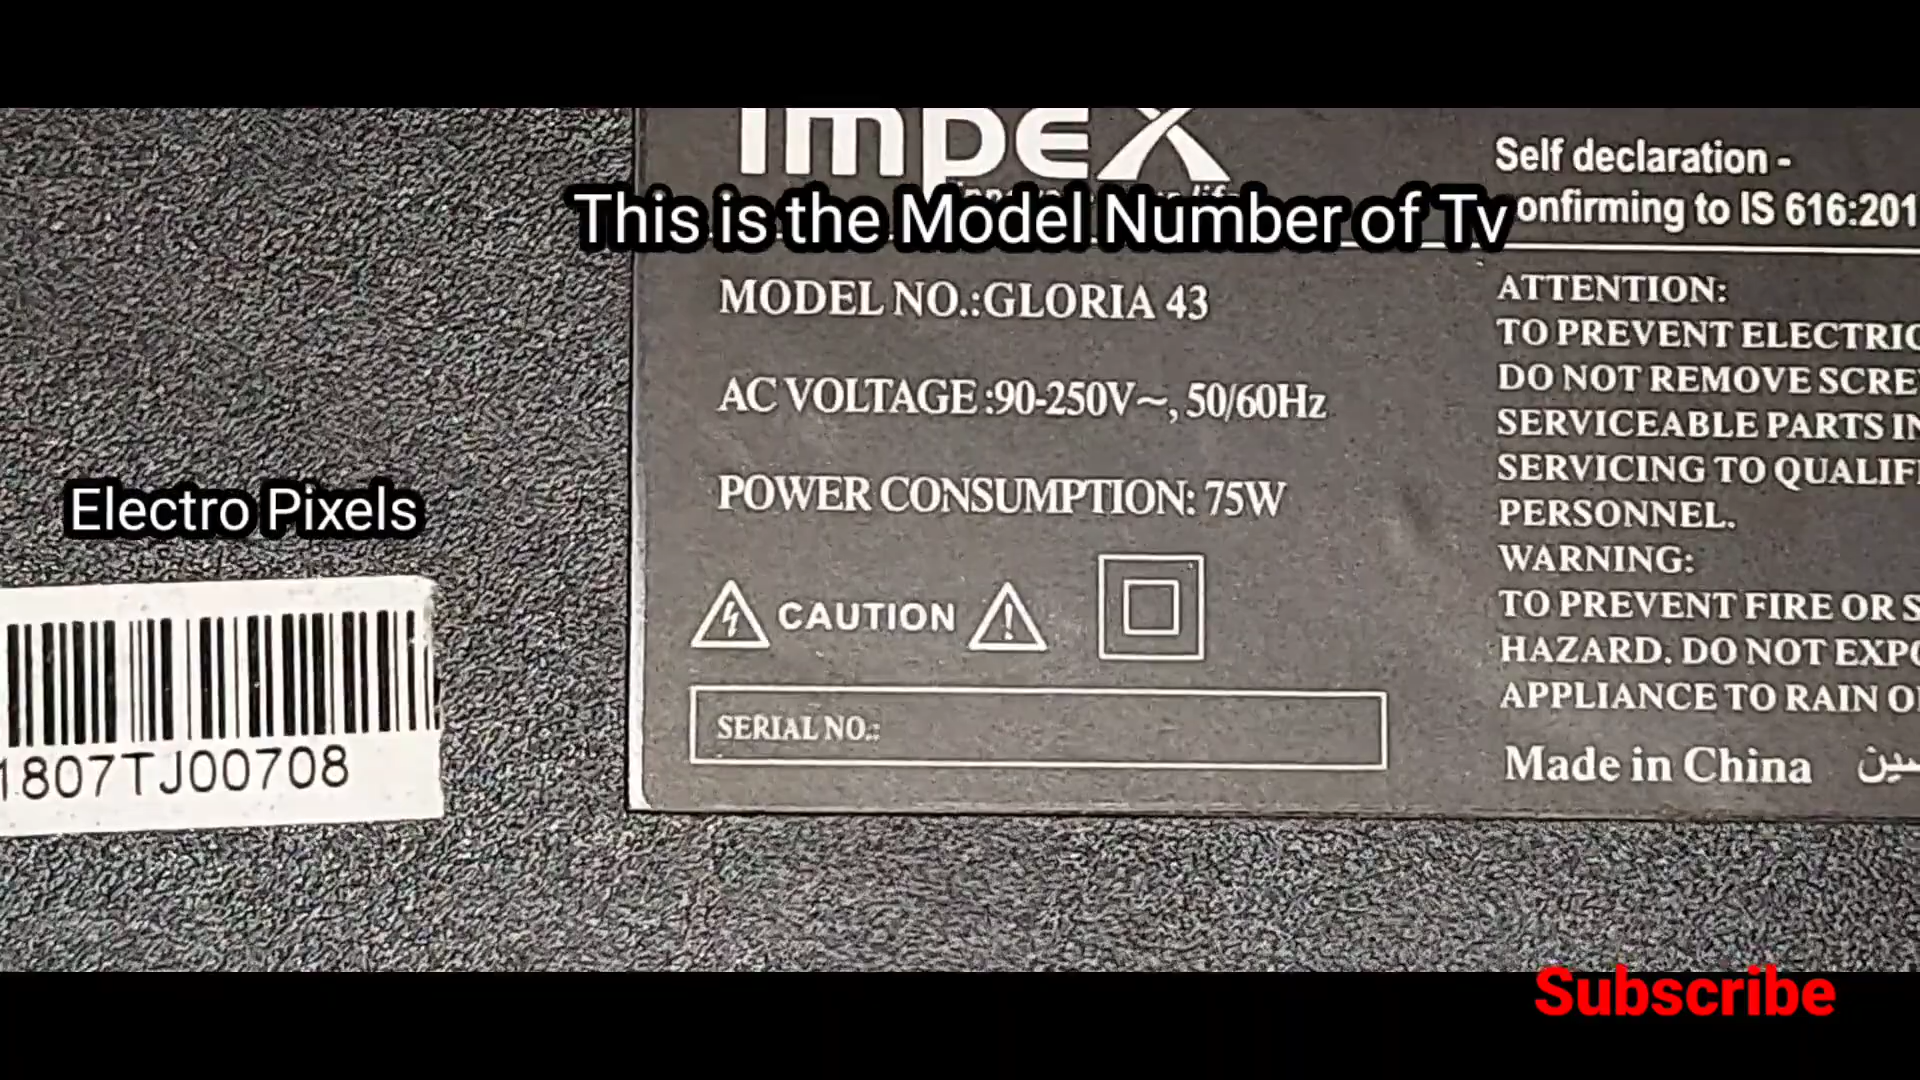 impex
This is the Model Number of Tv
MODEL NO.:GLORIA 43
AC VOLTAGE :90-250V~, 50/60Hz
POWER CONSUMPTION: 75W
CAUTION
SERIAL NO.:
Self declaration -
onfirming to IS 616:201
ATTENTION:
TO PREVENT ELECTRIC
DO NOT REMOVE SCRE
SERVICEABLE PARTS IN
SERVICING TO QUALIF
PERSONNEL.
WARNING:
TO PREVENT FIRE OR S
HAZARD. DO NOT EXPO
APPLIANCE TO RAIN O
Made in China
Electro Pixels
1807TJ00708
Subscribe